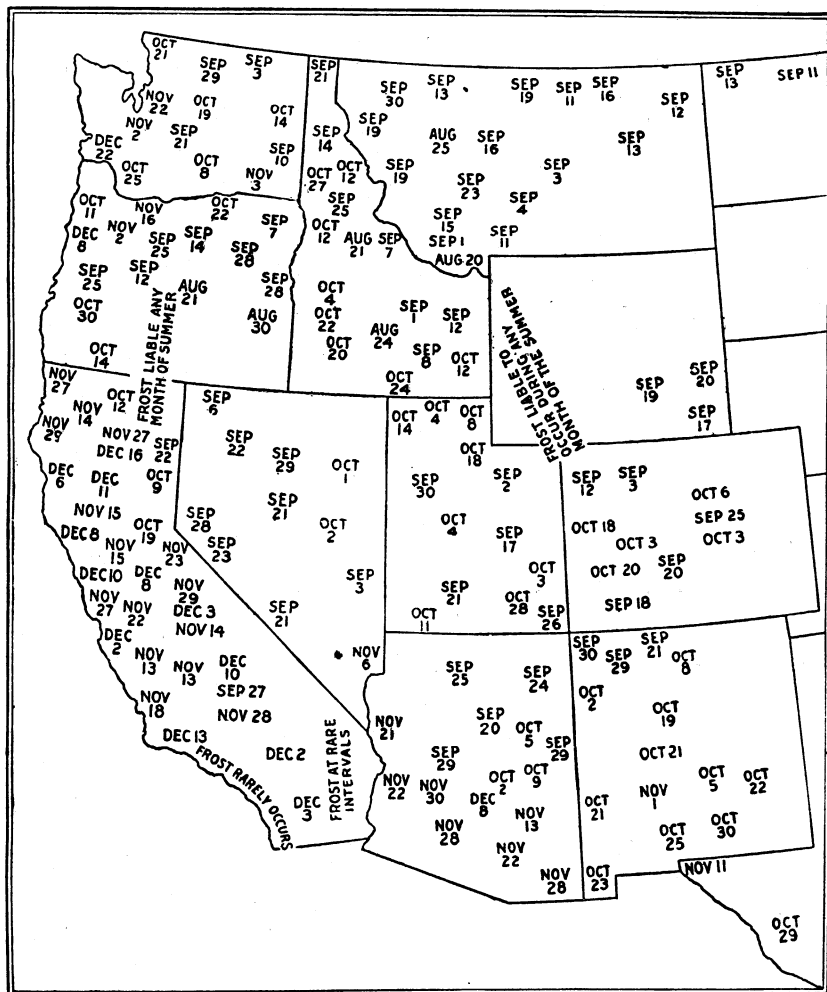 OCT
21
SEP
29
SEP
3
SEP
21
SEP
13
SEP
30
SEP
19
SEP
11
SEP
16
SEP
12
SEP
13
SEP 11
NOV
22
OCT
19
OCT
14
NOV
2
SEP
21
DEC
22
SEP
10
OCT
25
OCT
8
NOV
3
SEP
14
OCT
27
OCT
12
SEP
25
OCT
12
AUG
21
SEP
7
SEP
19
AUG
25
SEP
16
SEP
13
SEP
19
SEP
23
SEP
3
SEP
4
SEP
15
SEP 1
SEP
11
AUG 20
OCT
11
NOV
16
OCT
22
SEP
7
DEC
8
NOV
2
SEP
25
SEP
14
SEP
28
SEP
25
SEP
12
AUG
21
SEP
28
OCT
30
AUG
30
OCT
14
FROST LIABLE ANY
MONTH OF SUMMER
OCT
4
OCT
22
OCT
20
AUG
24
SEP
1
SEP
12
SEP
8
OCT
12
OCT
24
FROST LIABLE TO
OCCUR DURING ANY
MONTH OF THE SUMMER
SEP
19
SEP
20
SEP
17
NOV
27
OCT
12
NOV
14
NOV
29
NOV 27
DEC 16
SEP
22
DEC
6
DEC
11
OCT
9
NOV 15
DEC 8
OCT
19
NOV
15
NOV
23
DEC 10
DEC
8
NOV
29
NOV
27
NOV
22
DEC 3
NOV 14
DEC
2
NOV
13
NOV
13
DEC
10
SEP 27
NOV
18
NOV 28
DEC 13
DEC 2
DEC
3
FROST RARELY OCCURS
FROST AT RARE
INTERVALS
SEP
6
SEP
22
SEP
29
OCT
1
SEP
21
SEP
28
OCT
2
SEP
23
SEP
3
SEP
21
NOV
6
OCT
14
OCT
4
OCT
8
OCT
18
SEP
30
SEP
2
OCT
4
SEP
17
OCT
3
SEP
21
OCT
28
OCT
11
SEP
26
SEP
12
SEP
3
OCT 6
OCT 18
SEP 25
OCT 3
OCT 3
OCT 20
SEP
20
SEP 18
SEP
25
SEP
24
NOV
21
SEP
20
OCT
5
SEP
29
SEP
29
NOV
22
NOV
30
OCT
2
OCT
9
DEC
8
NOV
13
NOV
28
NOV
22
NOV
28
SEP
30
SEP
29
SEP
21
OCT
8
OCT
2
OCT
19
OCT 21
OCT
5
OCT
22
NOV
1
OCT
21
OCT
25
OCT
30
OCT
23
NOV 11
OCT
29